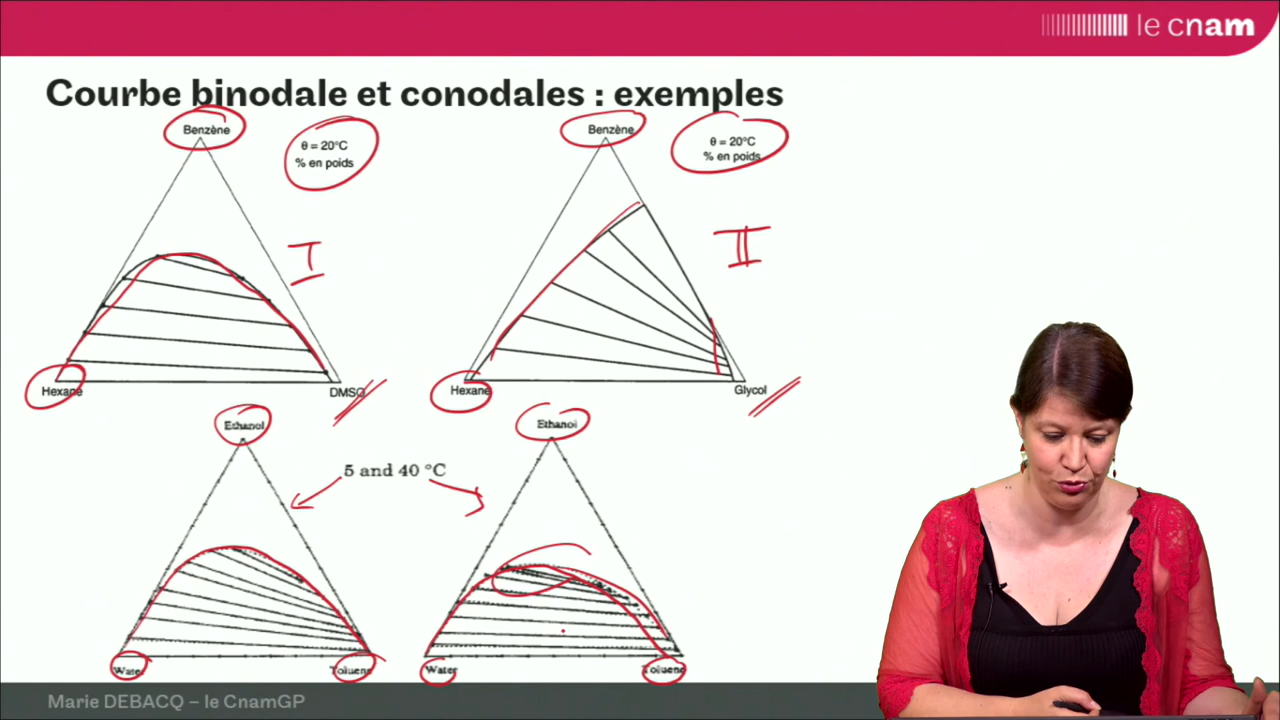 le cnam
Courbe binodale et conodales : exemples
Benzène
θ = 20°C
% en poids
I
Hexane
DMSO
Benzène
θ = 20°C
% en poids
II
Hexane
Glycol
Ethanol
5 and 40 °C
Ethanol
Water
Toluene
Water
Toluene
Marie DEBACQ – le CnamGP